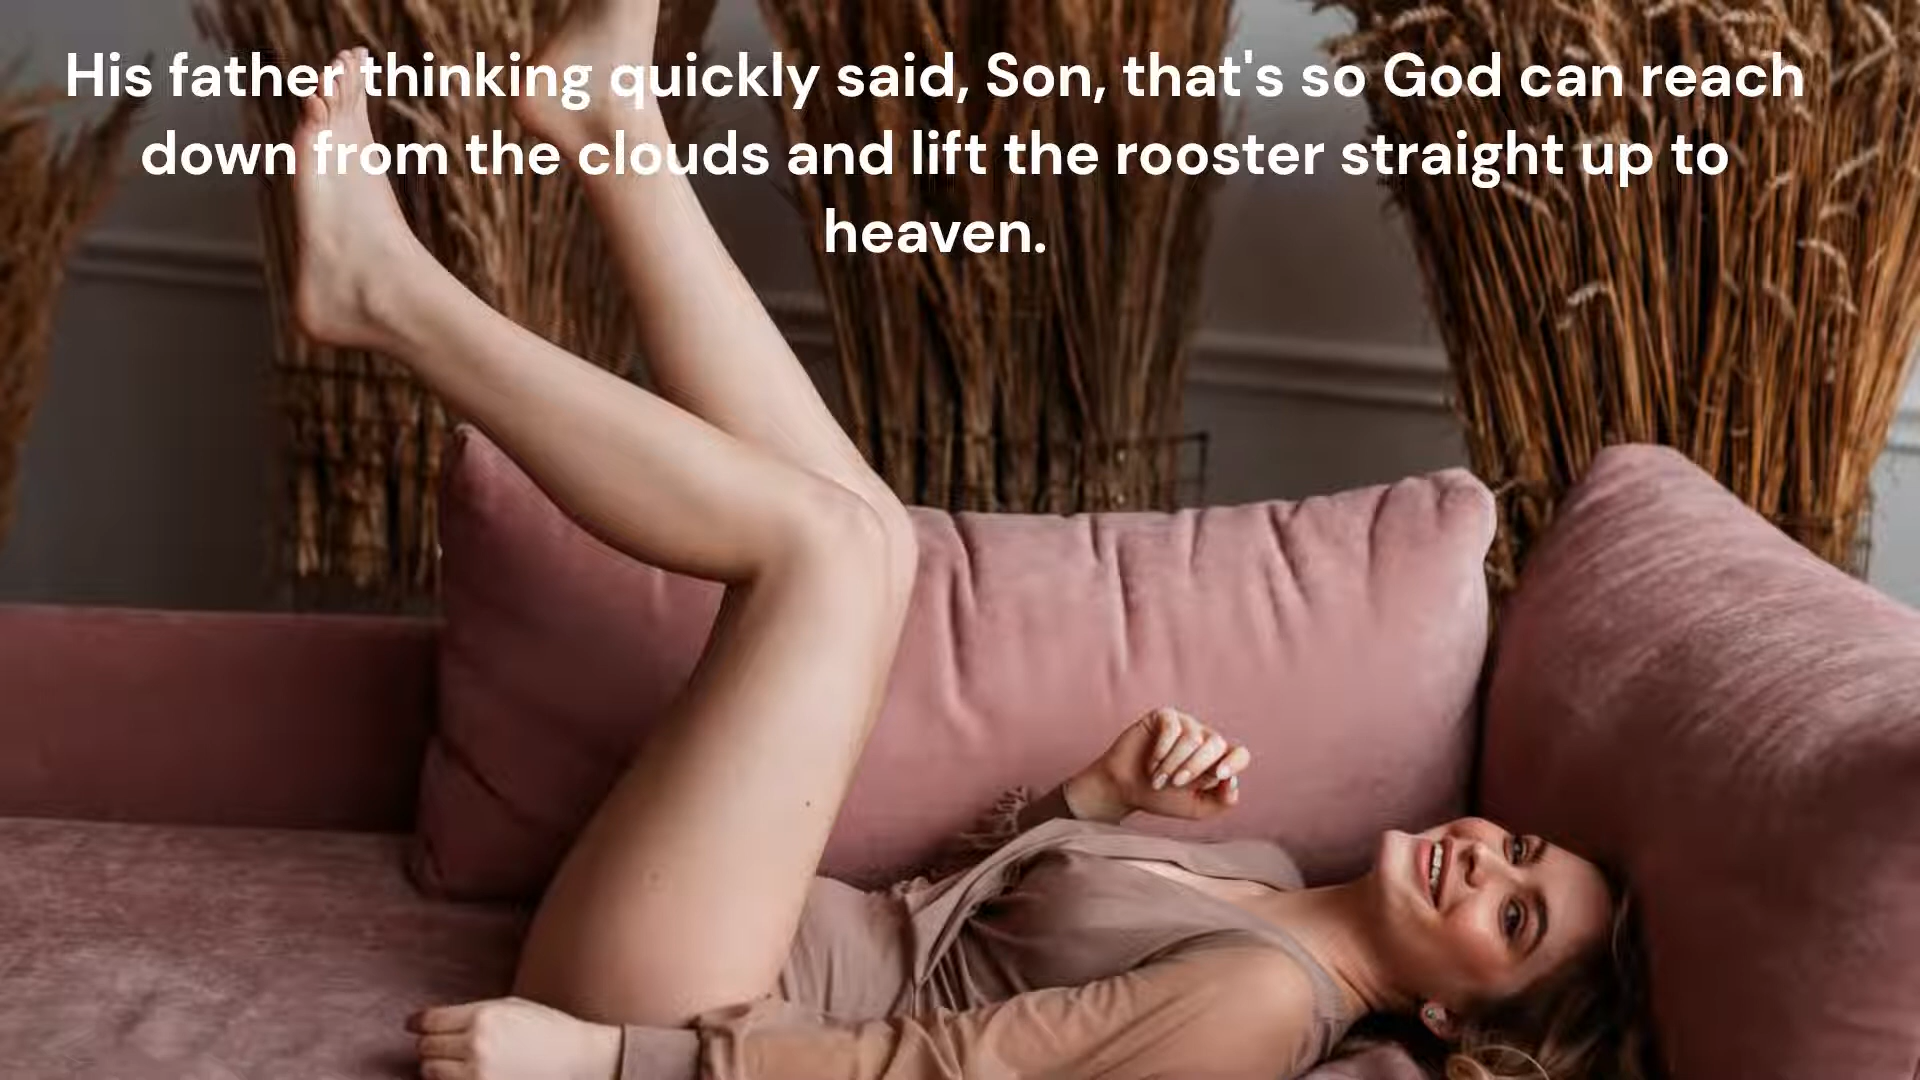 His father thinking quickly said, Son, that's so God can reach
down from the clouds and lift the rooster straight up to
heaven.